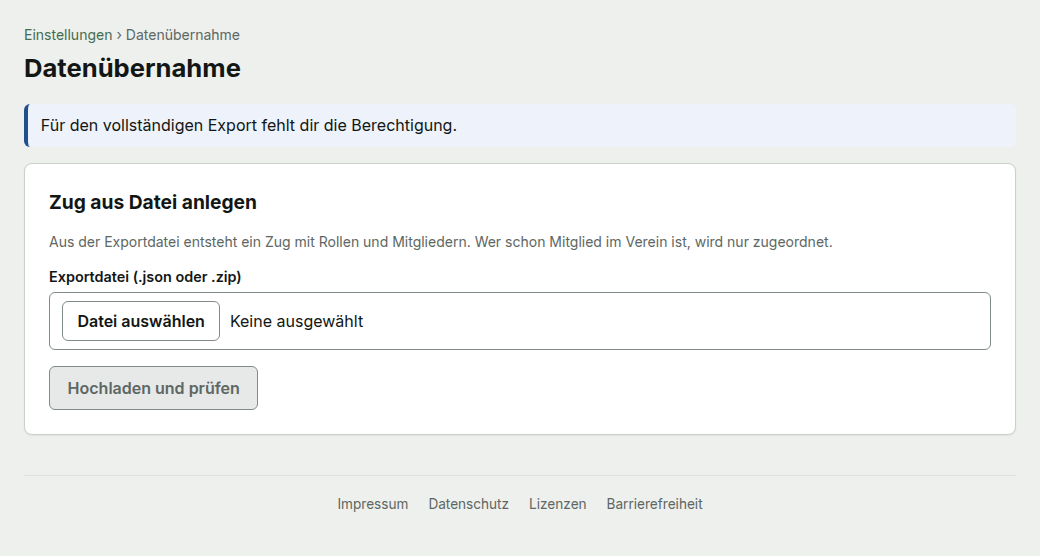 Einstellungen › Datenübernahme
Datenübernahme
Für den vollständigen Export fehlt dir die Berechtigung.
Zug aus Datei anlegen
Aus der Exportdatei entsteht ein Zug mit Rollen und Mitgliedern. Wer schon Mitglied im Verein ist, wird nur zugeordnet.
Exportdatei (.json oder .zip)
Datei auswählen Keine ausgewählt
Hochladen und prüfen
Impressum Datenschutz Lizenzen Barrierefreiheit